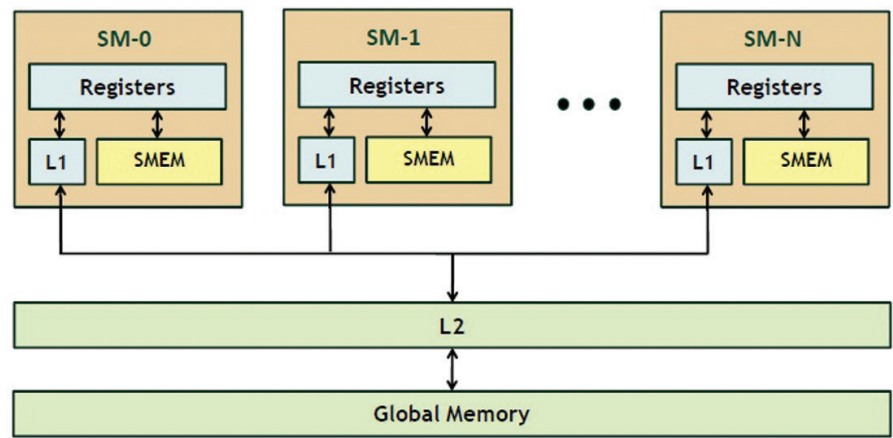 SM-0
SM-1
SM-N
Registers
Registers
Registers
L1
SMEM
L1
SMEM
L1
SMEM
L2
Global Memory